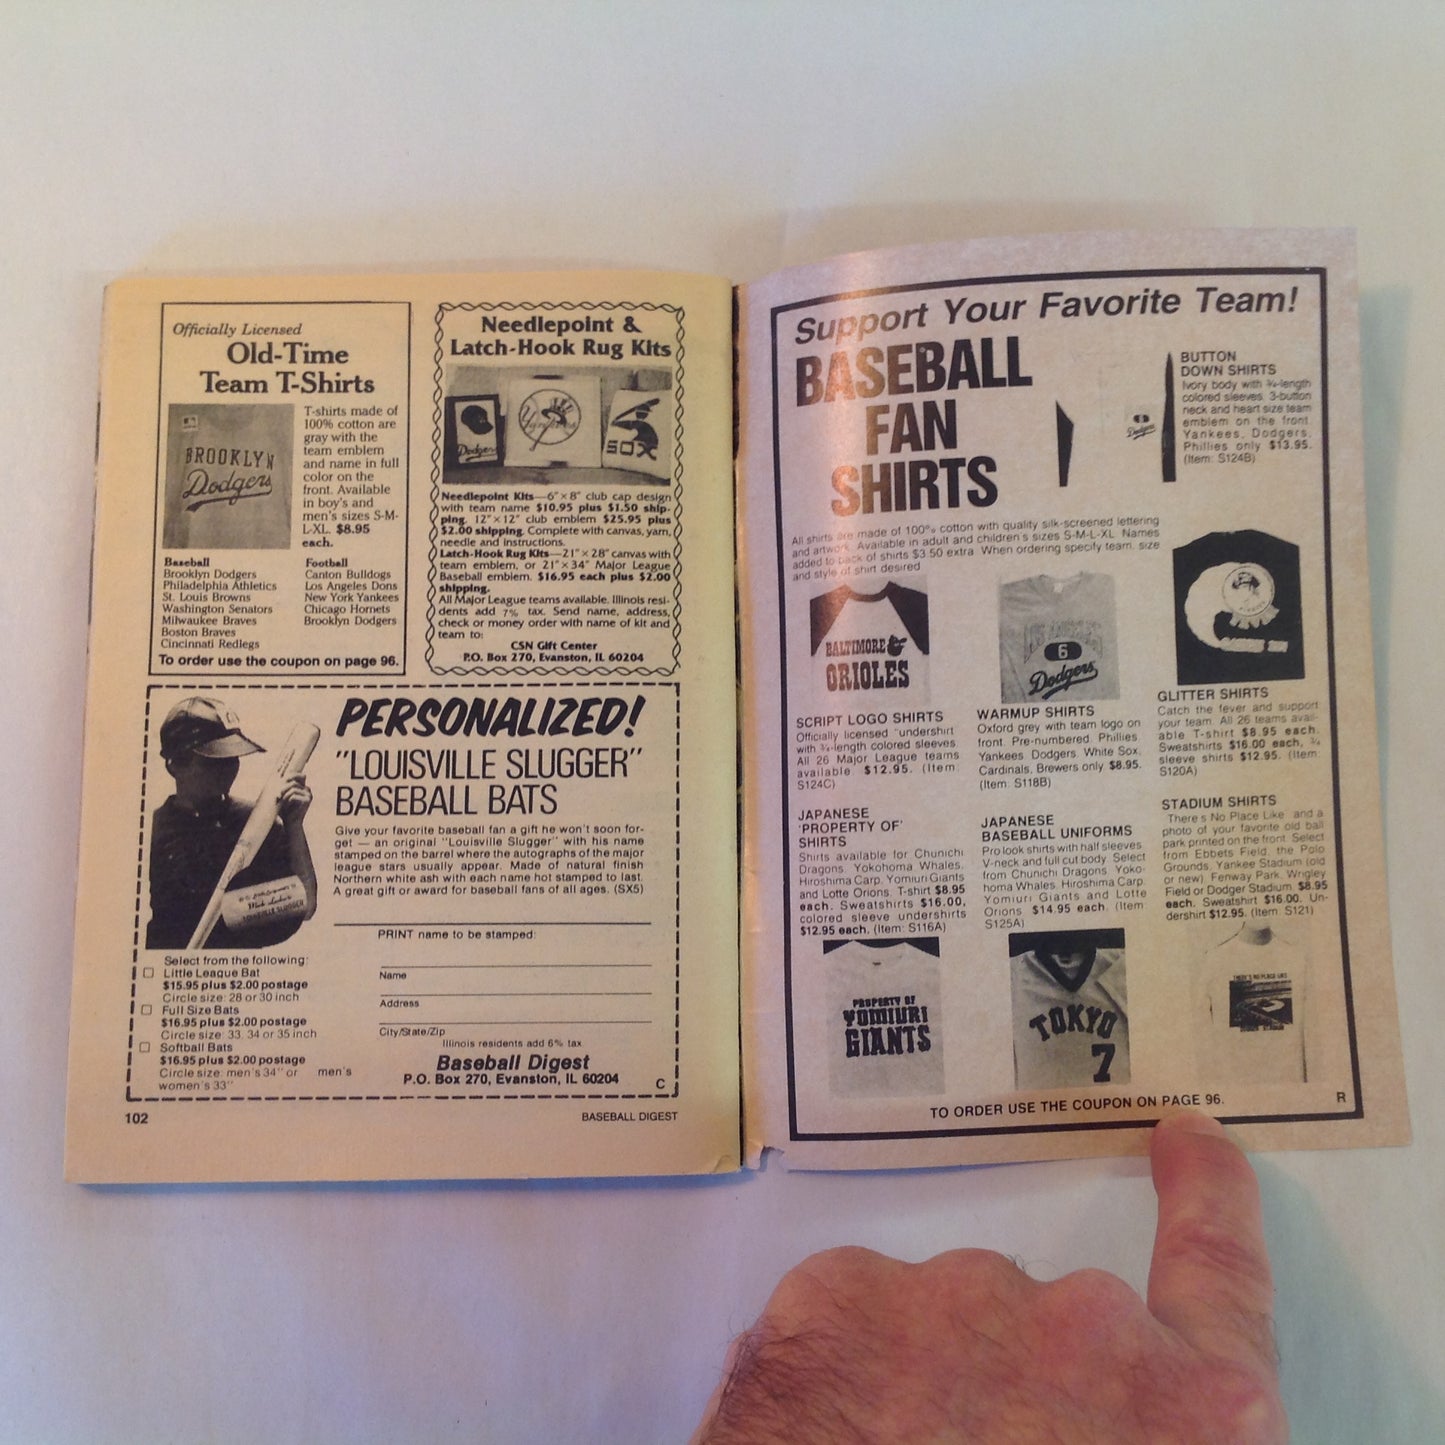 Officially Licensed
Old-Time
Team T-Shirts
BROOKLYN
Dodgers
T-shirts made of
100% cotton are
gray with the
team emblem
and name in full
color on the
front. Available
in boy's and
men's sizes S-M-
L-XL. $8.95
each.
Baseball
Brooklyn Dodgers
Philadelphia Athletics
St. Louis Browns
Washington Senators
Milwaukee Braves
Boston Braves
Cincinnati Redlegs
Football
Canton Bulldogs
Los Angeles Dons
New York Yankees
Chicago Hornets
Brooklyn Dodgers
To order use the coupon on page 96.
Needlepoint &
Latch-Hook Rug Kits
Dodgers
Yankees
SOX
Needlepoint Kits—6"×8" club cap design
with team name $10.95 plus $1.50 ship-
ping. 12"×12" club emblem $25.95 plus
$2.00 shipping. Complete with canvas, yarn,
needle and instructions.
Latch-Hook Rug Kits—21"×28" canvas with
team emblem, or 21"×34" Major League
Baseball emblem. $16.95 each plus $2.00
shipping.
All Major League teams available. Illinois resi-
dents add 7% tax. Send name, address,
check or money order with name of kit and
team to:
CSN Gift Center
P.O. Box 270, Evanston, IL 60204
PERSONALIZED!
"LOUISVILLE SLUGGER"
BASEBALL BATS
Give your favorite baseball fan a gift he won't soon for-
get — an original "Louisville Slugger" with his name
stamped on the barrel where the autographs of the major
league stars usually appear. Made of natural finish
Northern white ash with each name hot stamped to last.
A great gift or award for baseball fans of all ages. (SX5)
LOUISVILLE SLUGGER
PRINT name to be stamped:
Name
Address
City/State/Zip
Illinois residents add 6% tax
Baseball Digest
P.O. Box 270, Evanston, IL 60204
C
Select from the following:
Little League Bat
$15.95 plus $2.00 postage
Circle size: 28 or 30 inch
Full Size Bats
$16.95 plus $2.00 postage
Circle size: 33, 34 or 35 inch
Softball Bats
$16.95 plus $2.00 postage
Circle size: men's 34" or men's
women's 33"
102
BASEBALL DIGEST
Support Your Favorite Team!
BASEBALL
FAN
SHIRTS
Dodgers
BUTTON
DOWN SHIRTS
Ivory body with ¾-length
colored sleeves. 3-button
neck and heart size team
emblem on the front.
Yankees, Dodgers,
Phillies only $13.95.
(Item: S124B)
All shirts are made of 100% cotton with quality silk-screened lettering
and artwork. Available in adult and children's sizes S-M-L-XL. Names
added to back of shirts $3.50 extra. When ordering specify team, size
and style of shirt desired
BALTIMORE
ORIOLES
SCRIPT LOGO SHIRTS
Officially licensed "undershirt
with ¾-length colored sleeves.
All 26 Major League teams
available $12.95. (Item:
S124C)
LOS ANGELES
6
Dodgers
WARMUP SHIRTS
Oxford grey with team logo on
front. Pre-numbered. Phillies,
Yankees, Dodgers, White Sox,
Cardinals, Brewers only $8.95.
(Item: S118B)
GLITTER SHIRTS
Catch the fever and support
your team. All 26 teams avail-
able T-shirt $8.95 each.
Sweatshirts $16.00 each, ¾
sleeve shirts $12.95. (Item:
S120A)
JAPANESE
'PROPERTY OF'
SHIRTS
Shirts available for Chunichi
Dragons, Yokohoma Whales,
Hiroshima Carp, Yomiuri Giants
and Lotte Orions. T-shirt $8.95
each. Sweatshirts $16.00,
colored sleeve undershirts
$12.95 each. (Item: S116A)
PROPERTY OF
YOMIURI
GIANTS
JAPANESE
BASEBALL UNIFORMS
Pro look shirts with half sleeves
V-neck and full cut body. Select
from Chunichi Dragons, Yoko-
homa Whales, Hiroshima Carp,
Yomiuri Giants and Lotte
Orions. $14.95 each. (Item
S125A)
TOKYO
7
STADIUM SHIRTS
There's No Place Like and a
photo of your favorite old ball
park printed on the front. Select
from Ebbets Field, the Polo
Grounds, Yankee Stadium (old
or new), Fenway Park, Wrigley
Field or Dodger Stadium. $8.95
each. Sweatshirt $16.00. Un-
dershirt $12.95. (Item: S121)
THERE'S NO PLACE LIKE
STADIUM
TO ORDER USE THE COUPON ON PAGE 96.
R